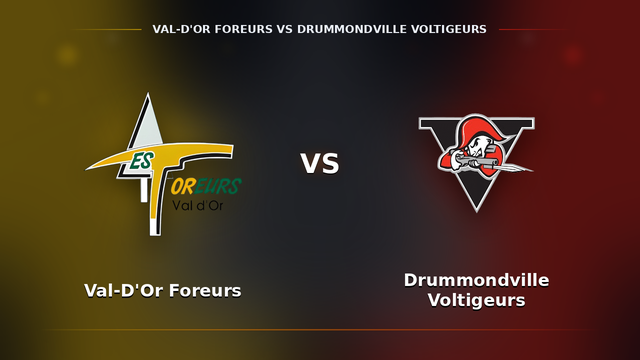 VAL-D'OR FOREURS VS DRUMMONDVILLE VOLTIGEURS
ES
OREURS
Val d'Or
VS
Val-D'Or Foreurs
Drummondville
Voltigeurs